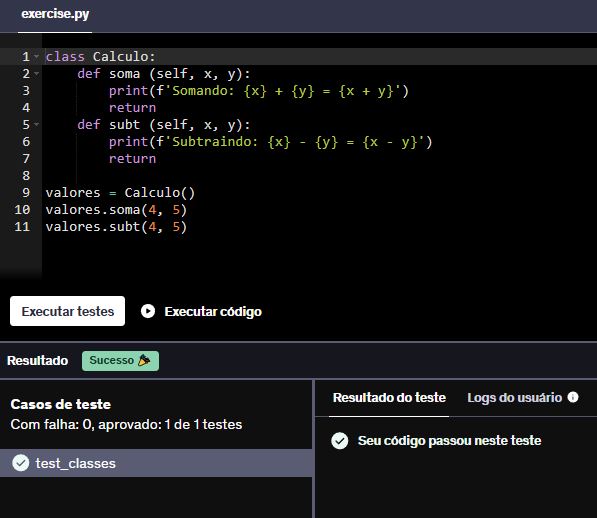 exercise.py
1 class Calculo:
2 def soma (self, x, y):
3 print(f'Somando: {x} + {y} = {x + y}')
4 return
5 def subt (self, x, y):
6 print(f'Subtraindo: {x} - {y} = {x - y}')
7 return
8
9 valores = Calculo()
10 valores.soma(4, 5)
11 valores.subt(4, 5)
Executar testes Executar código
Resultado Sucesso 🎉
Casos de teste
Com falha: 0, aprovado: 1 de 1 testes
test_classes
Resultado do teste Logs do usuário
Seu código passou neste teste